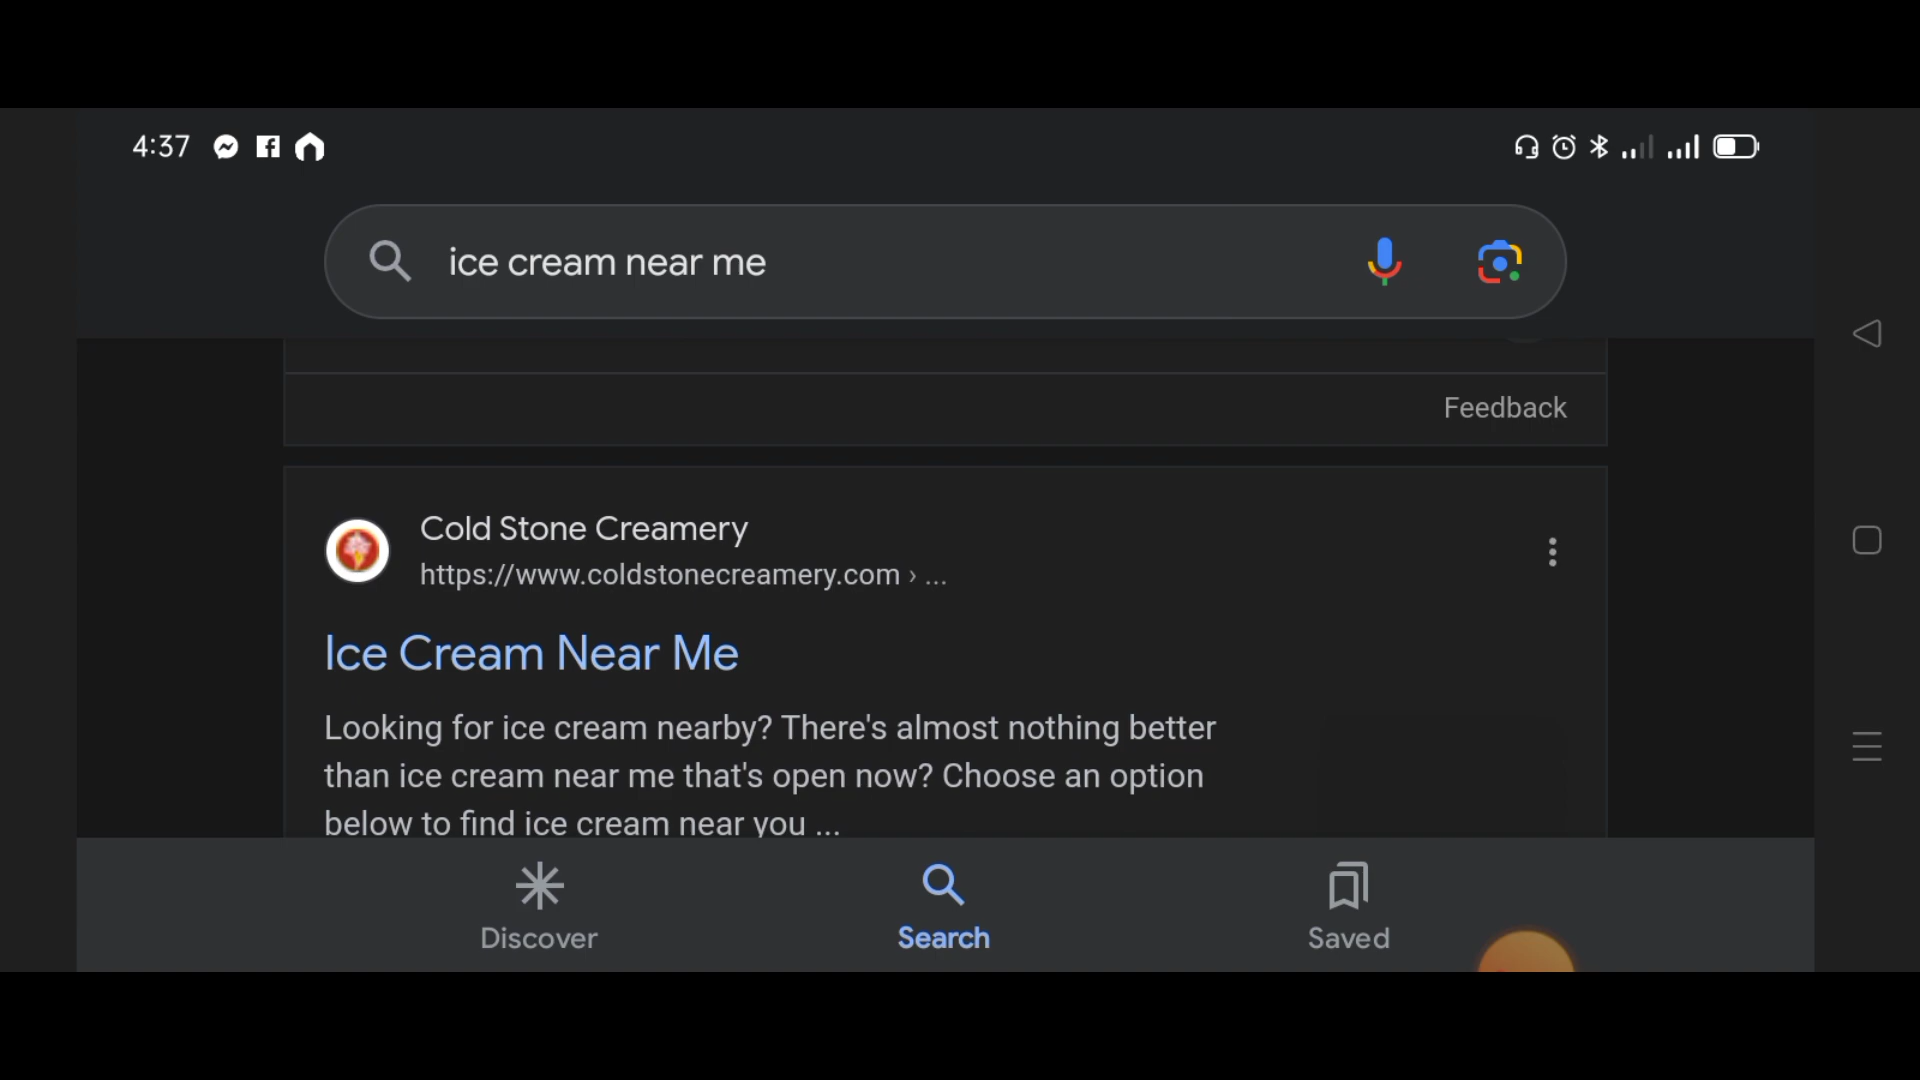 4:37
ice cream near me
Feedback
Cold Stone Creamery
https://www.coldstonecreamery.com › ...
Ice Cream Near Me
Looking for ice cream nearby? There's almost nothing better
than ice cream near me that's open now? Choose an option
below to find ice cream near you ...
Discover
Search
Saved